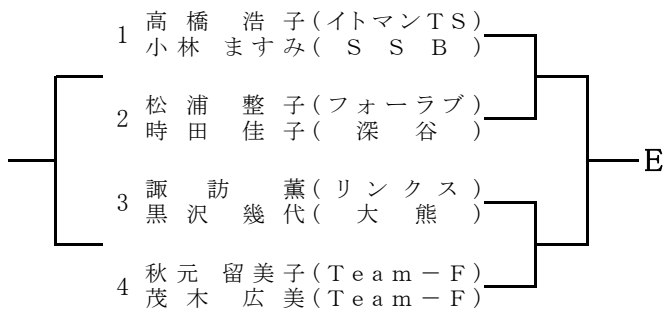 1 高橋 浩子(イトマンTS)
小林 ますみ(SSB)
2 松浦 整子(フォーラブ)
時田 佳子(深谷)
E
3 諏訪 薫(リンクス)
黒沢 幾代(大熊)
4 秋元 留美子(Team-F)
茂木 広美(Team-F)